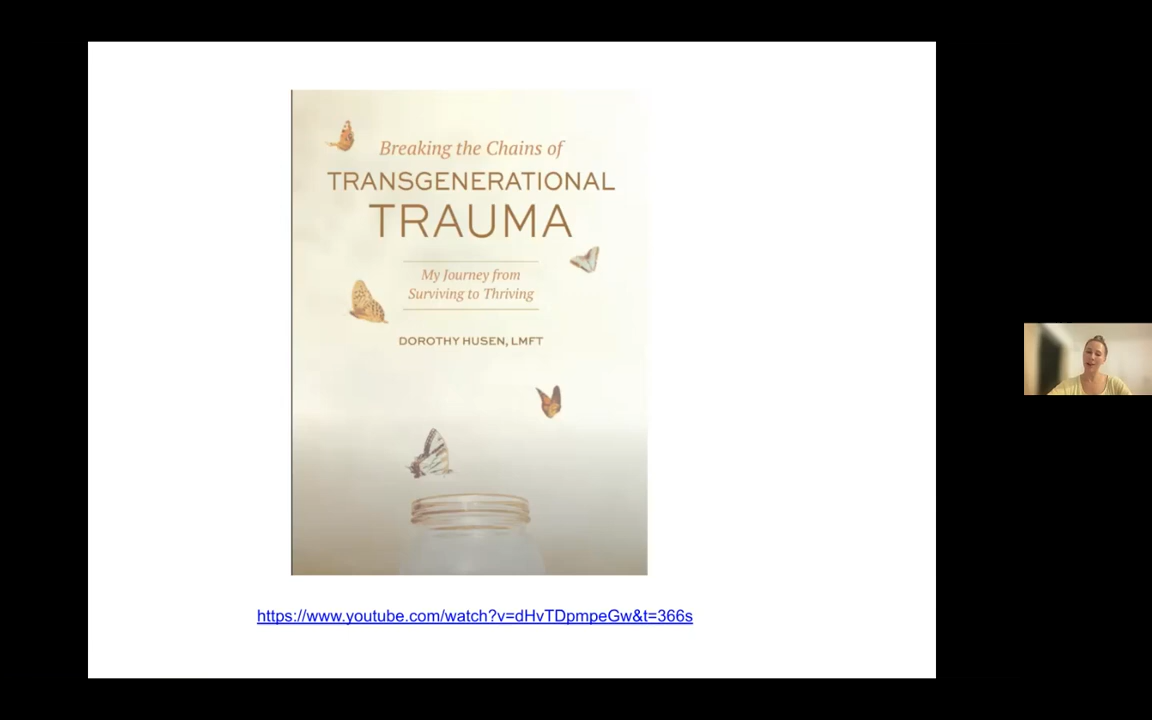 Breaking the Chains of
TRANSGENERATIONAL
TRAUMA
My Journey from
Surviving to Thriving
DOROTHY HUSEN, LMFT
https://www.youtube.com/watch?v=dHvTDpmpeGw&t=366s